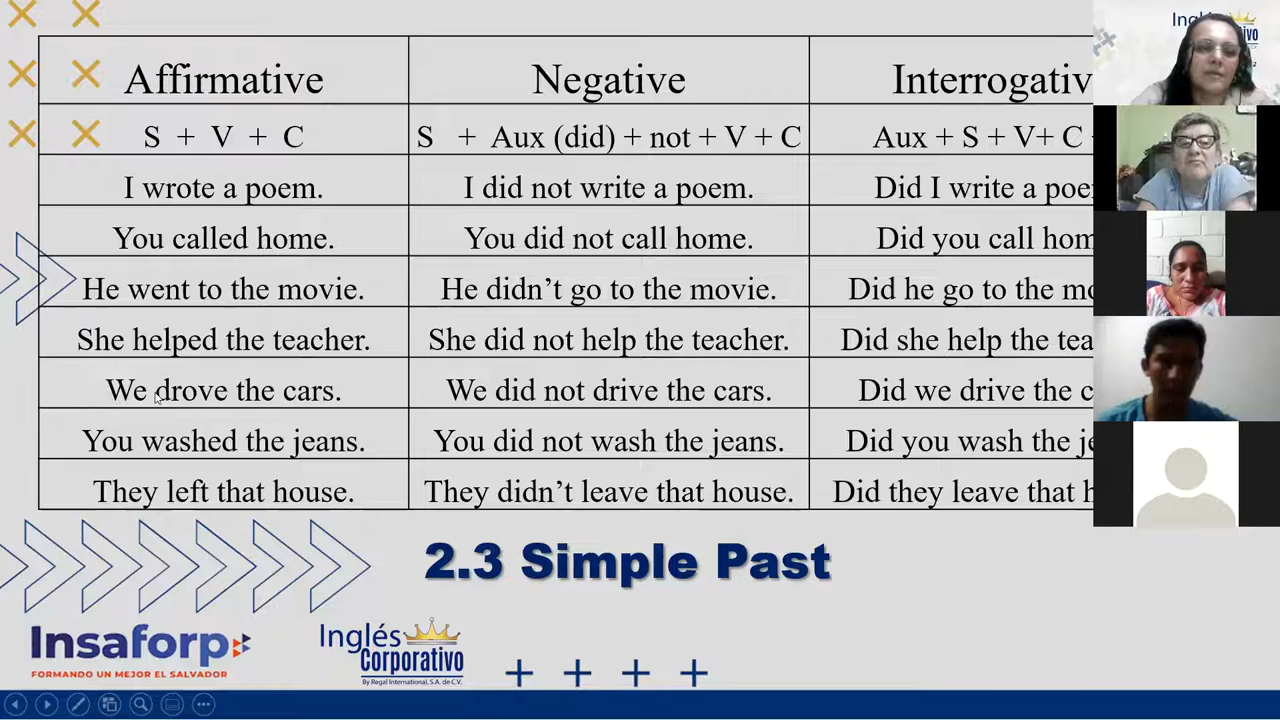 Affirmative Negative Interrogativ
S + V + C S + Aux (did) + not + V + C Aux + S + V+ C
I wrote a poem. I did not write a poem. Did I write a poe
You called home. You did not call home. Did you call hom
He went to the movie. He didn’t go to the movie. Did he go to the mo
She helped the teacher. She did not help the teacher. Did she help the tea
We drove the cars. We did not drive the cars. Did we drive the c
You washed the jeans. You did not wash the jeans. Did you wash the je
They left that house. They didn’t leave that house. Did they leave that h
2.3 Simple Past
Insaforp
FORMANDO UN MEJOR EL SALVADOR
Inglés
Corporativo
By Regal International, S.A. de C.V.